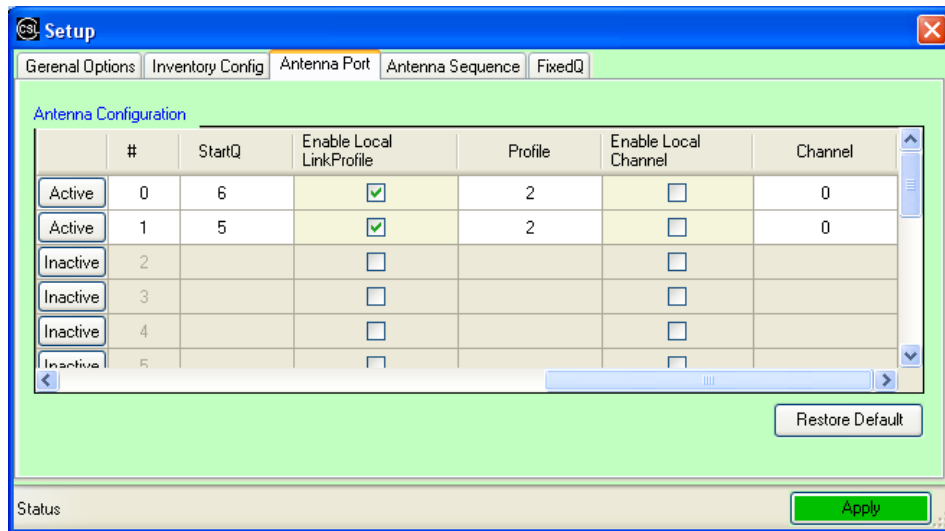 CSL Setup
Gerenal Options Inventory Config Antenna Port Antenna Sequence FixedQ
Antenna Configuration
# StartQ Enable Local LinkProfile Profile Enable Local Channel Channel
Active 0 6 2 0
Active 1 5 2 0
Inactive 2
Inactive 3
Inactive 4
Inactive 5
Restore Default
Status Apply